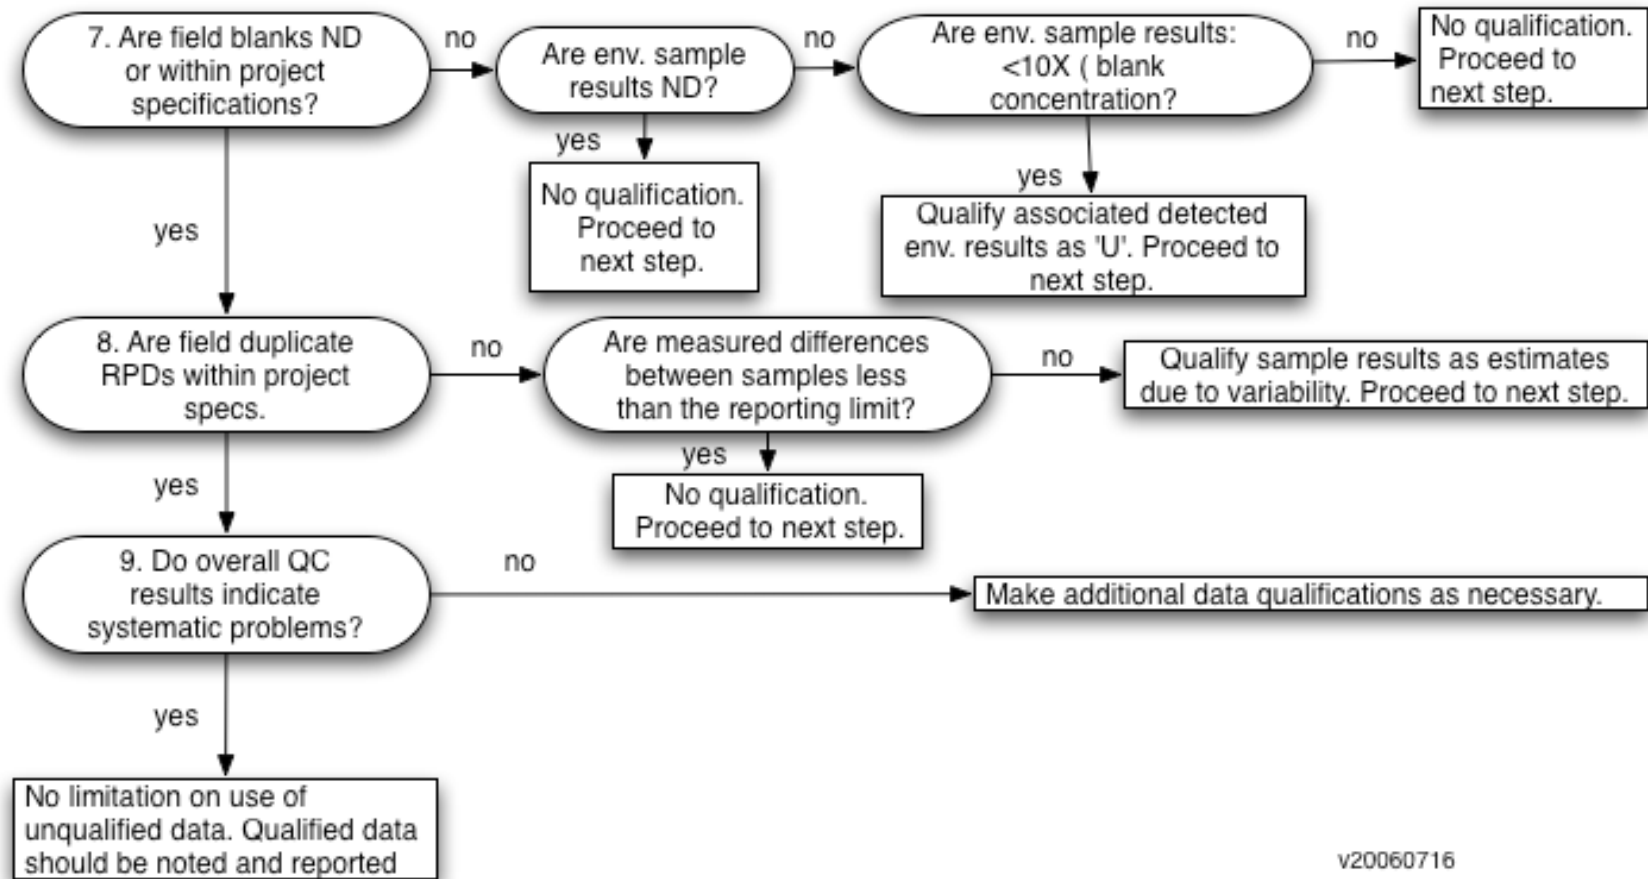 7. Are field blanks ND
or within project
specifications?
no
Are env. sample
results ND?
no
Are env. sample results:
<10X ( blank
concentration?
no
No qualification.
Proceed to
next step.
yes
No qualification.
Proceed to
next step.
yes
Qualify associated detected
env. results as 'U'. Proceed to
next step.
yes
8. Are field duplicate
RPDs within project
specs.
no
Are measured differences
between samples less
than the reporting limit?
no
Qualify sample results as estimates
due to variability. Proceed to next step.
yes
No qualification.
Proceed to next step.
yes
9. Do overall QC
results indicate
systematic problems?
no
Make additional data qualifications as necessary.
yes
No limitation on use of
unqualified data. Qualified data
should be noted and reported
v20060716